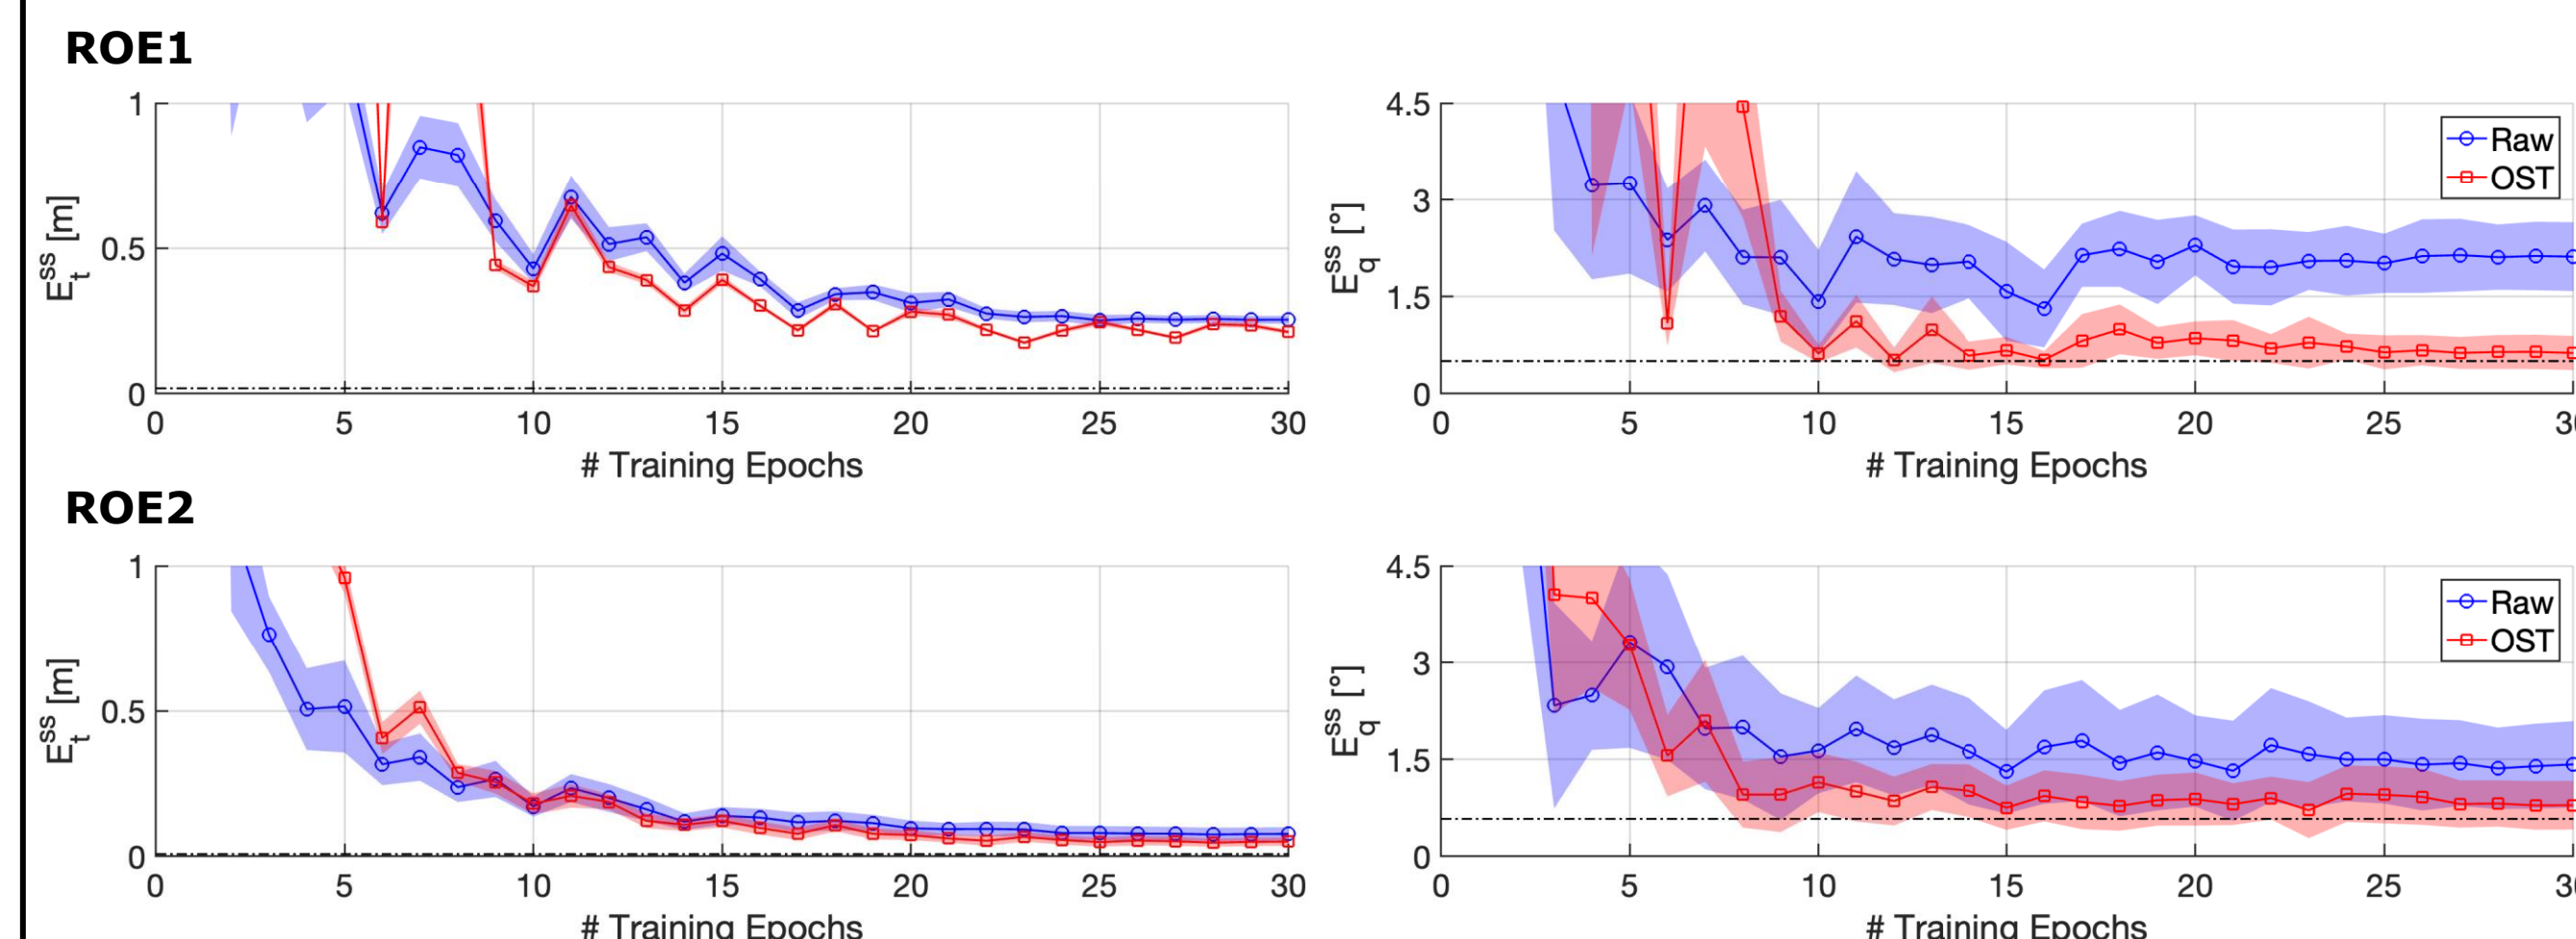 ROE1
1
0.5
0
E_t^ss [m]
0 5 10 15 20 25 30
# Training Epochs
4.5
3
1.5
0
E_q^ss [°]
Raw
OST
0 5 10 15 20 25
# Training Epochs
ROE2
1
0.5
0
E_t^ss [m]
0 5 10 15 20 25 30
# Training Epochs
4.5
3
1.5
0
E_q^ss [°]
Raw
OST
0 5 10 15 20 25
# Training Epochs